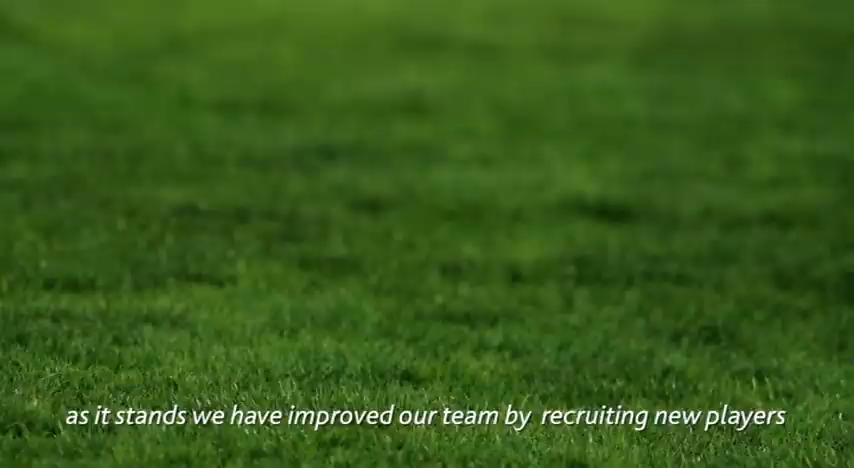 as it stands we have improved our team by recruiting new players